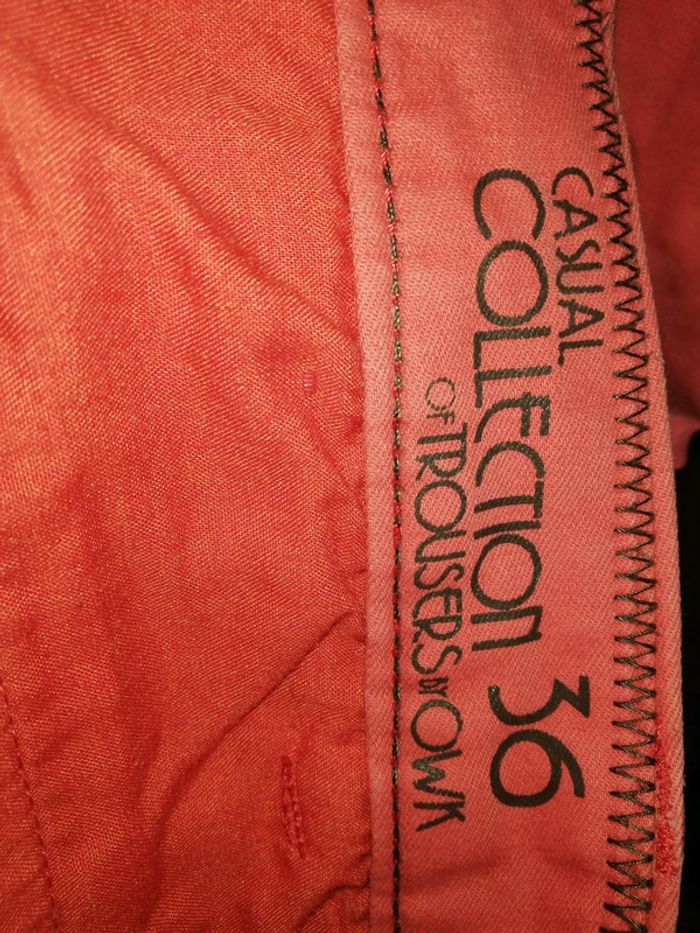 CASUAL
COLLECTION 36
OF TROUSERS BY OWK